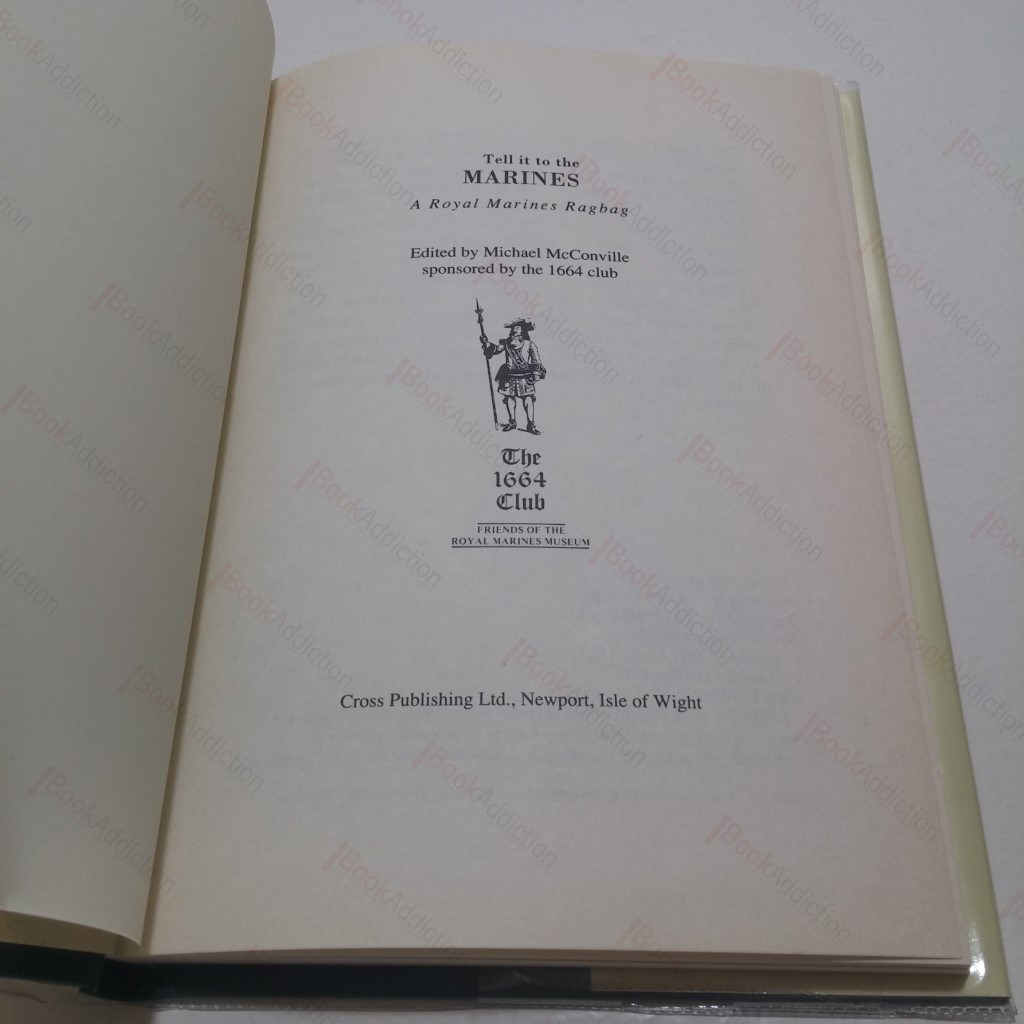 Tell it to the
MARINES
A Royal Marines Ragbag
Edited by Michael McConville
sponsored by the 1664 club
The
1664
Club
FRIENDS OF THE
ROYAL MARINES MUSEUM
Cross Publishing Ltd., Newport, Isle of Wight
BookAddiction